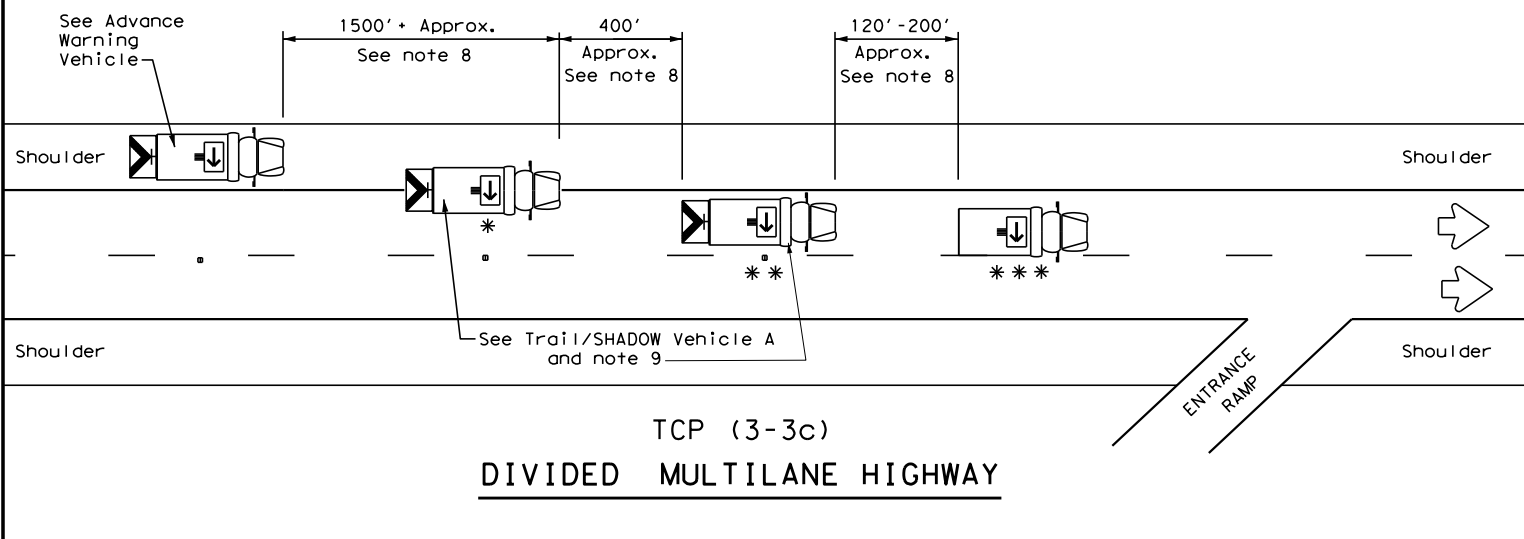 See Advance
Warning
Vehicle
1500'+ Approx.
See note 8
400'
Approx.
See note 8
120'-200'
Approx.
See note 8
Shoulder
Shoulder
*
**
***
See Trail/SHADOW Vehicle A
and note 9
Shoulder
Shoulder
ENTRANCE
RAMP
TCP (3-3c)
DIVIDED MULTILANE HIGHWAY